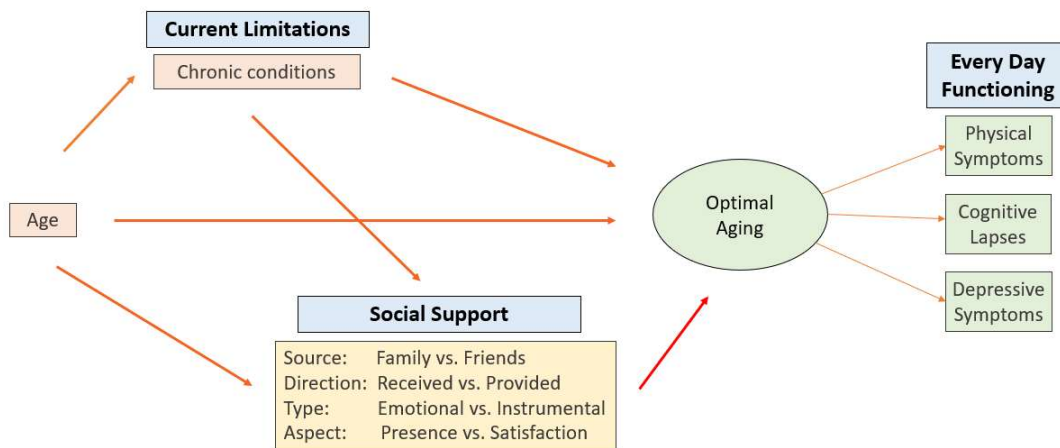 Current Limitations
Chronic conditions
Age
Social Support
Source: Family vs. Friends
Direction: Received vs. Provided
Type: Emotional vs. Instrumental
Aspect: Presence vs. Satisfaction
Optimal
Aging
Every Day
Functioning
Physical
Symptoms
Cognitive
Lapses
Depressive
Symptoms